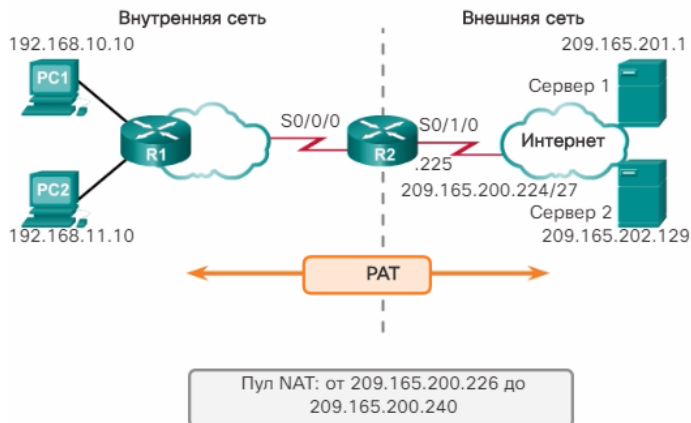 Внутренняя сеть
Внешняя сеть
192.168.10.10
209.165.201.1
PC1
Сервер 1
S0/0/0
S0/1/0
Интернет
R1
R2
.225
PC2
209.165.200.224/27
Сервер 2
192.168.11.10
209.165.202.129
PAT
Пул NAT: от 209.165.200.226 до
209.165.200.240